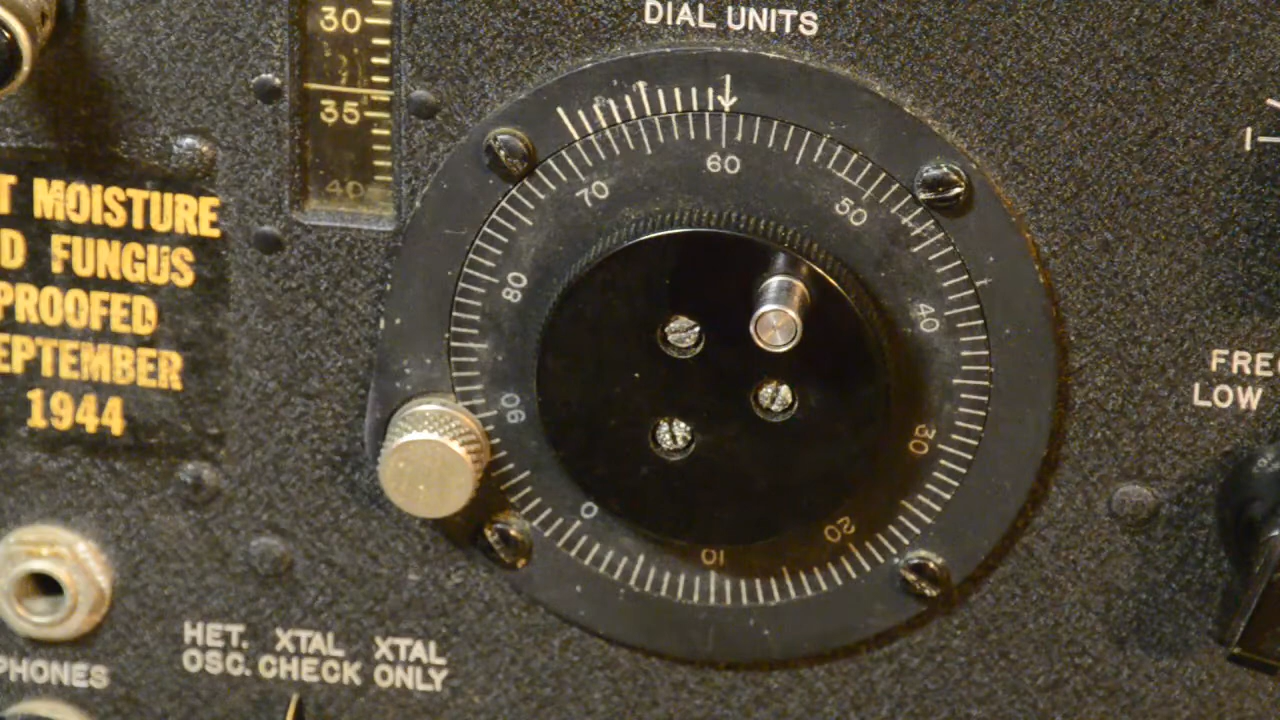 DIAL UNITS
30
35
40
T MOISTURE
D FUNGUS
PROOFED
EPTEMBER
1944
60
50
40
30
20
10
0
90
80
70
FRE
LOW
HET. XTAL XTAL
OSC. CHECK ONLY
PHONES